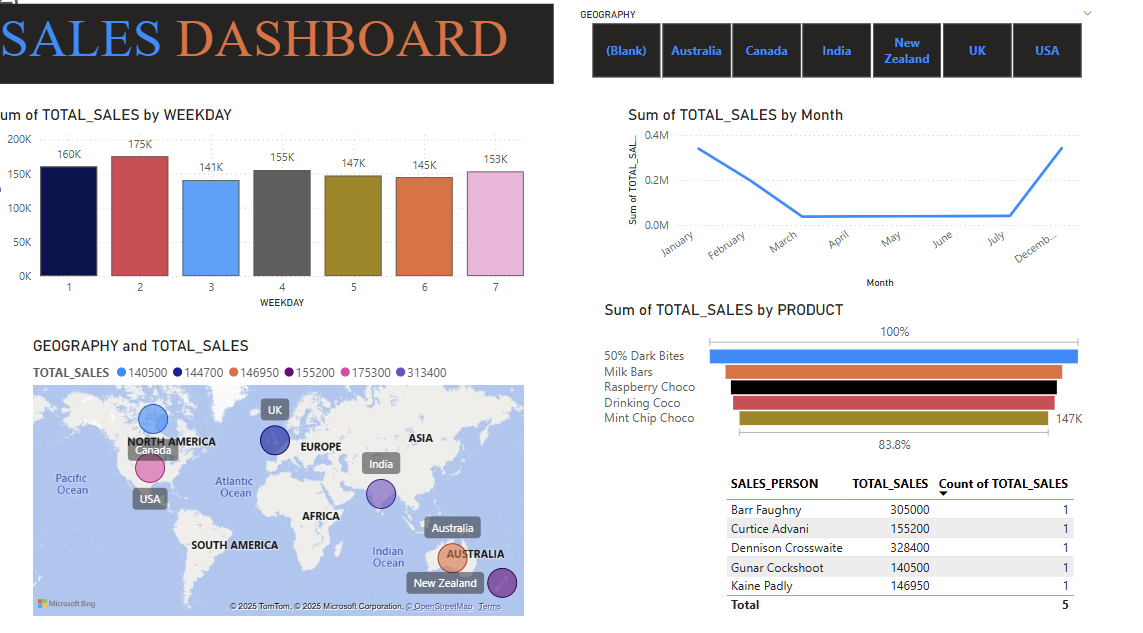 SALES DASHBOARD
GEOGRAPHY
(Blank)
Australia
Canada
India
New Zealand
UK
USA
um of TOTAL_SALES by WEEKDAY
200K
150K
100K
50K
0K
160K
175K
141K
155K
147K
145K
153K
1 2 3 4 5 6 7
WEEKDAY
Sum of TOTAL_SALES by Month
Sum of TOTAL_SAL...
0.4M
0.2M
0.0M
January
February
March
April
May
June
July
Decemb...
Month
GEOGRAPHY and TOTAL_SALES
TOTAL_SALES 140500 144700 146950 155200 175300 313400
UK
NORTH AMERICA
Canada
EUROPE
ASIA
India
Pacific
Ocean
Atlantic
Ocean
USA
AFRICA
Australia
SOUTH AMERICA
Indian
Ocean
AUSTRALIA
New Zealand
Microsoft Bing
© 2025 TomTom, © 2025 Microsoft Corporation, © OpenStreetMap Terms
Sum of TOTAL_SALES by PRODUCT
100%
50% Dark Bites
Milk Bars
Raspberry Choco
Drinking Coco
Mint Chip Choco
147K
83.8%
SALES_PERSON TOTAL_SALES Count of TOTAL_SALES
Barr Faughny 305000 1
Curtice Advani 155200 1
Dennison Crosswaite 328400 1
Gunar Cockshoot 140500 1
Kaine Padly 146950 1
Total 5